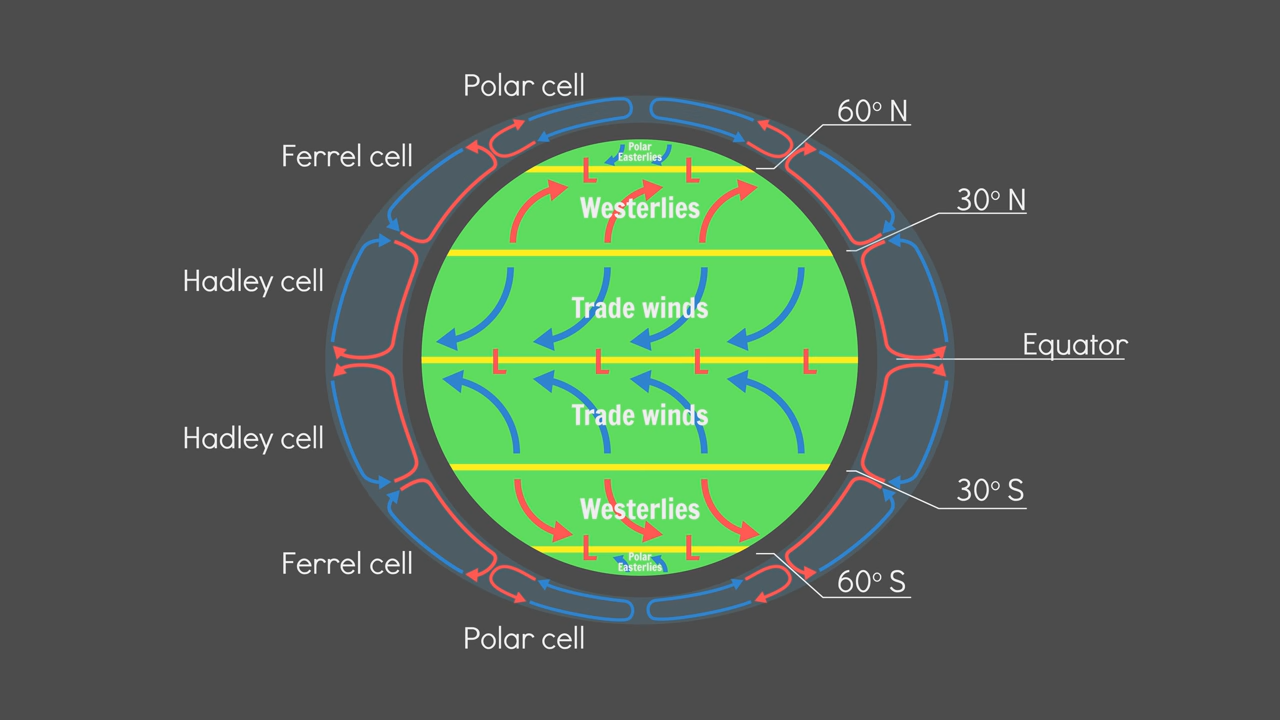 Polar cell
60° N
Ferrel cell
Polar
Easterlies
L L
30° N
Westerlies
Hadley cell
Trade winds
Equator
L L L L
Trade winds
Hadley cell
30° S
Westerlies
L L
Polar
Easterlies
Ferrel cell
60° S
Polar cell